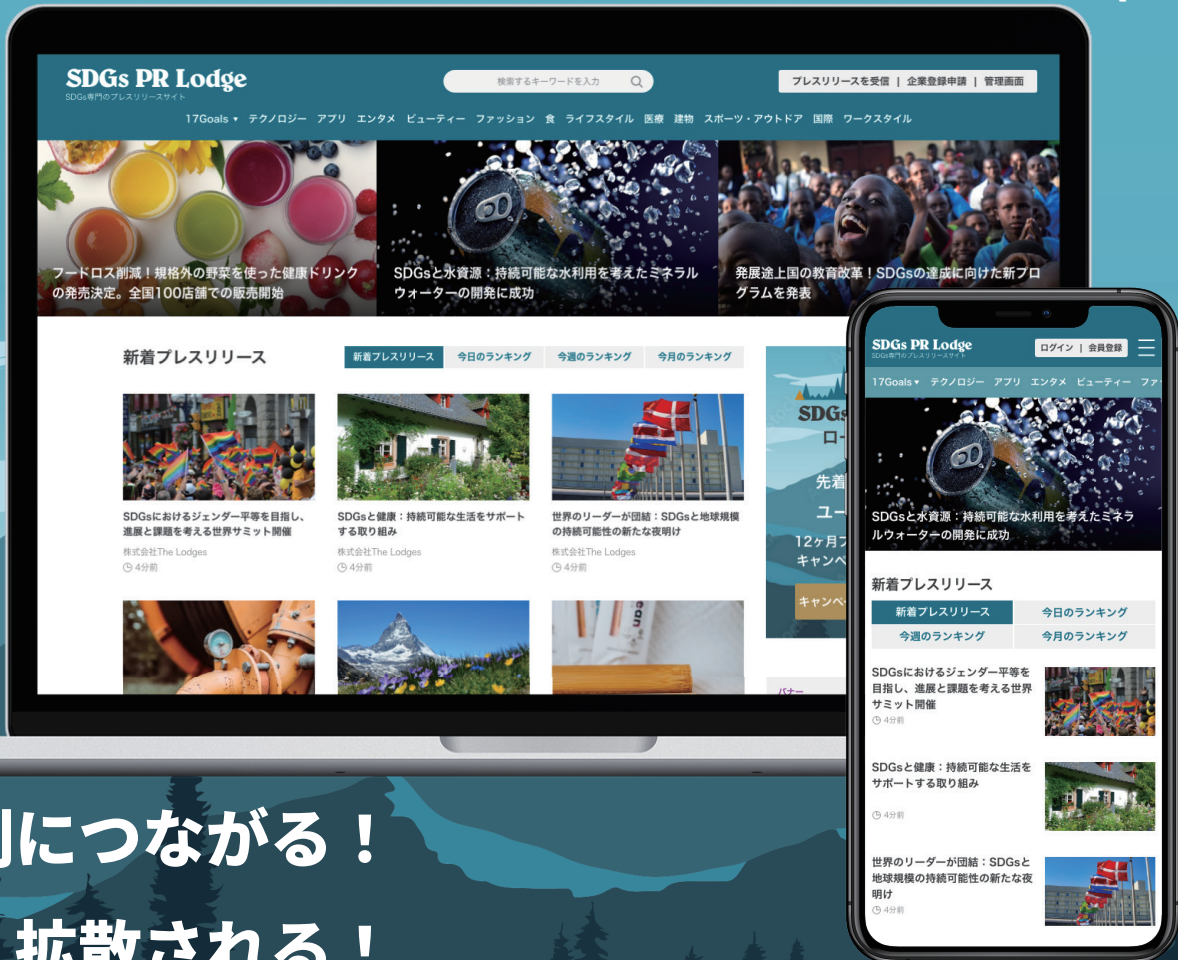 SDGs PR Lodge
SDGs専門のプレスリリースサイト
検索するキーワードを入力
プレスリリースを受信 | 企業登録申請 | 管理画面
17Goals ▾ テクノロジー アプリ エンタメ ビューティー ファッション 食 ライフスタイル 医療 建物 スポーツ・アウトドア 国際 ワークスタイル
フードロス削減！規格外の野菜を使った健康ドリンク
の発売決定。全国100店舗での販売開始
SDGsと水資源：持続可能な水利用を考えたミネラル
ウォーターの開発に成功
発展途上国の教育改革！SDGsの達成に向けた新プロ
グラムを発表
新着プレスリリース
新着プレスリリース 今日のランキング 今週のランキング 今月のランキング
SDGsにおけるジェンダー平等を目指し、
進展と課題を考える世界サミット開催
株式会社The Lodges
4分前
SDGsと健康：持続可能な生活をサポート
する取り組み
株式会社The Lodges
4分前
世界のリーダーが団結：SDGsと地球規模
の持続可能性の新たな夜明け
株式会社The Lodges
4分前
SDGs
ロー
先着
ユー
12ヶ月フ
キャンペ
キャンペ
バナー
SDGs PR Lodge
SDGs専門のプレスリリースサイト
ログイン | 会員登録
17Goals ▾ テクノロジー アプリ エンタメ ビューティー ファ
SDGsと水資源：持続可能な水利用を考えたミネラ
ルウォーターの開発に成功
新着プレスリリース
新着プレスリリース 今日のランキング
今週のランキング 今月のランキング
SDGsにおけるジェンダー平等を
目指し、進展と課題を考える世界
サミット開催
4分前
SDGsと健康：持続可能な生活を
サポートする取り組み
4分前
世界のリーダーが団結：SDGsと
地球規模の持続可能性の新たな夜
明け
4分前
につながる！
拡散される！